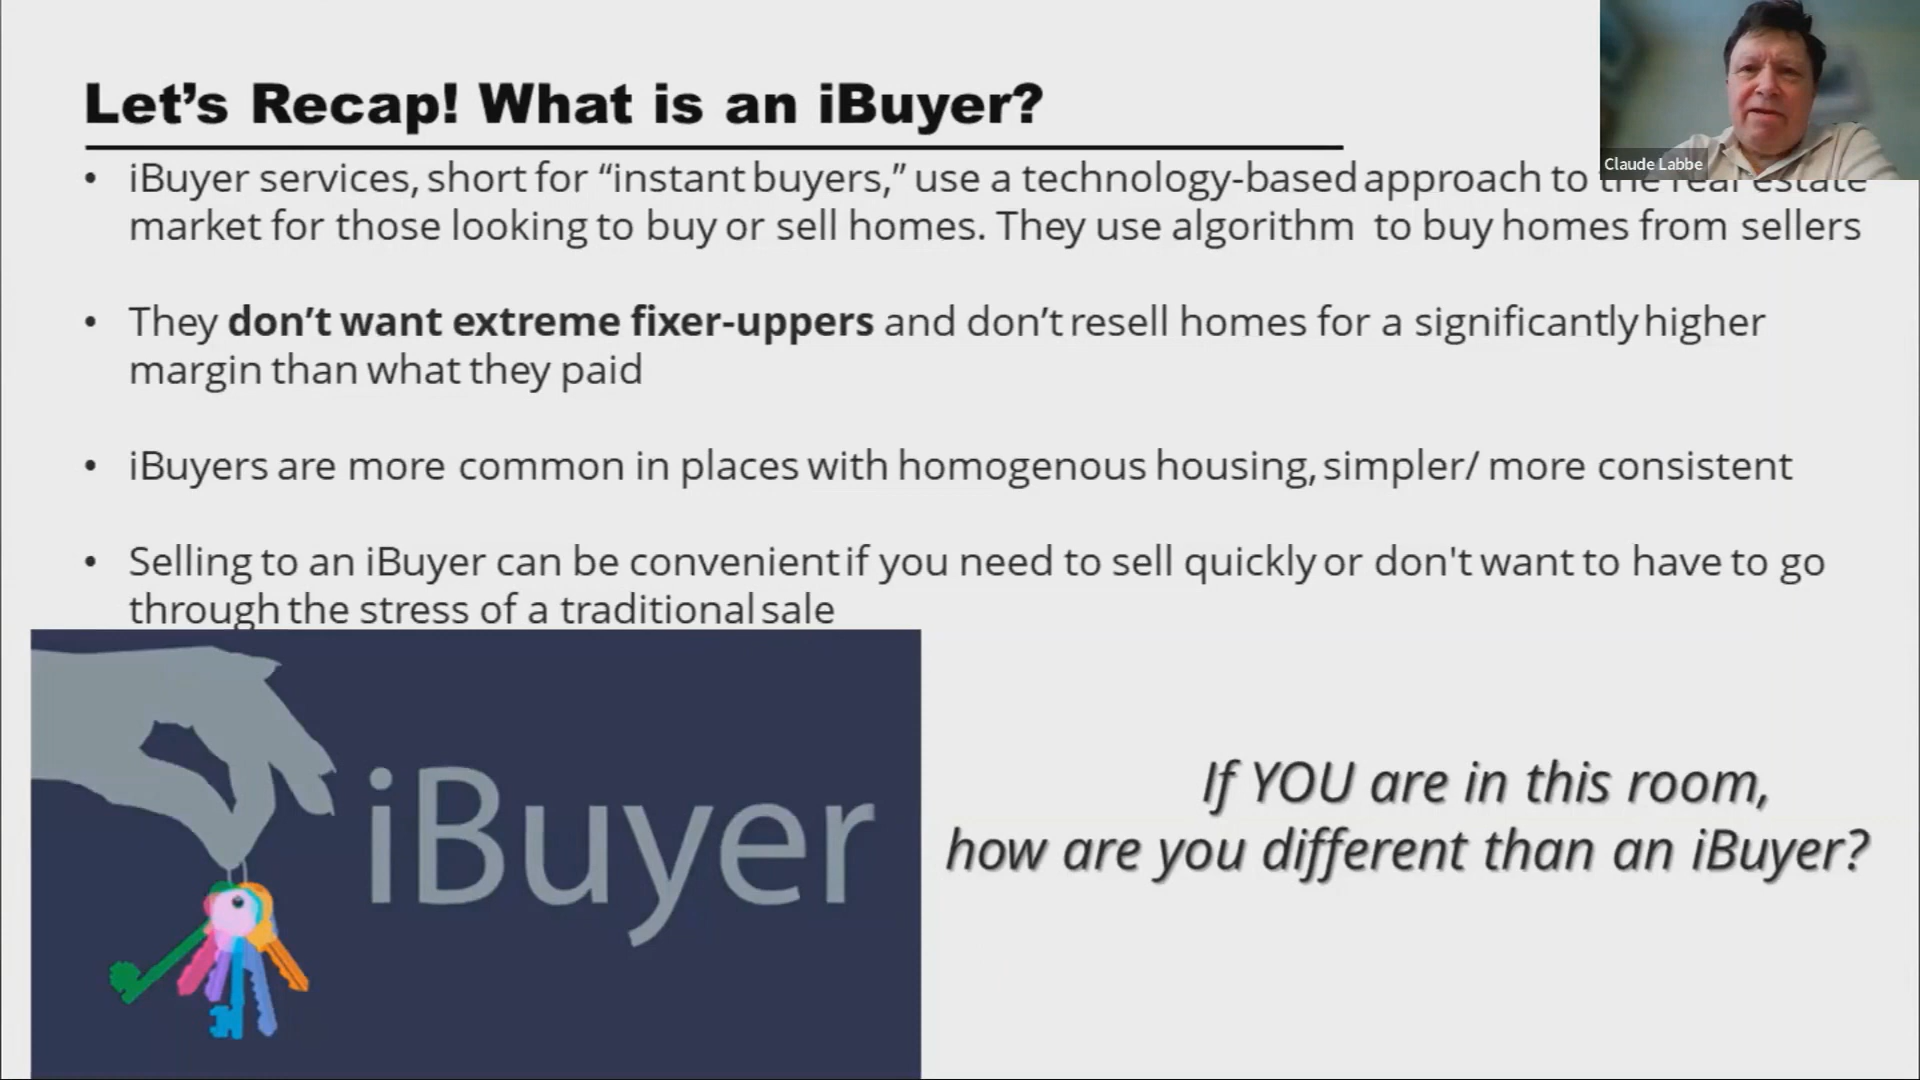 Let’s Recap! What is an iBuyer?
Claude Labbe
• iBuyer services, short for “instant buyers,” use a technology-based approach to the real estate
market for those looking to buy or sell homes. They use algorithm to buy homes from sellers
• They don’t want extreme fixer-uppers and don’t resell homes for a significantly higher
margin than what they paid
• iBuyers are more common in places with homogenous housing, simpler/ more consistent
• Selling to an iBuyer can be convenient if you need to sell quickly or don't want to have to go
through the stress of a traditional sale
iBuyer
If YOU are in this room,
how are you different than an iBuyer?